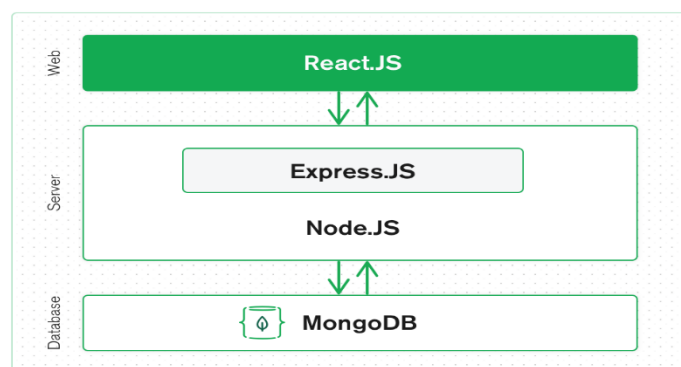 Web
React.JS
Server
Express.JS
Node.JS
Database
MongoDB